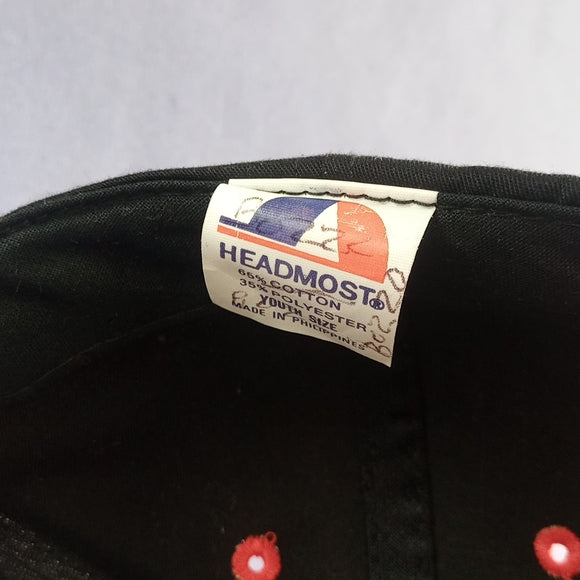 HEADMOST®
65% COTTON
35% POLYESTER
YOUTH SIZE
MADE IN PHILIPPINES